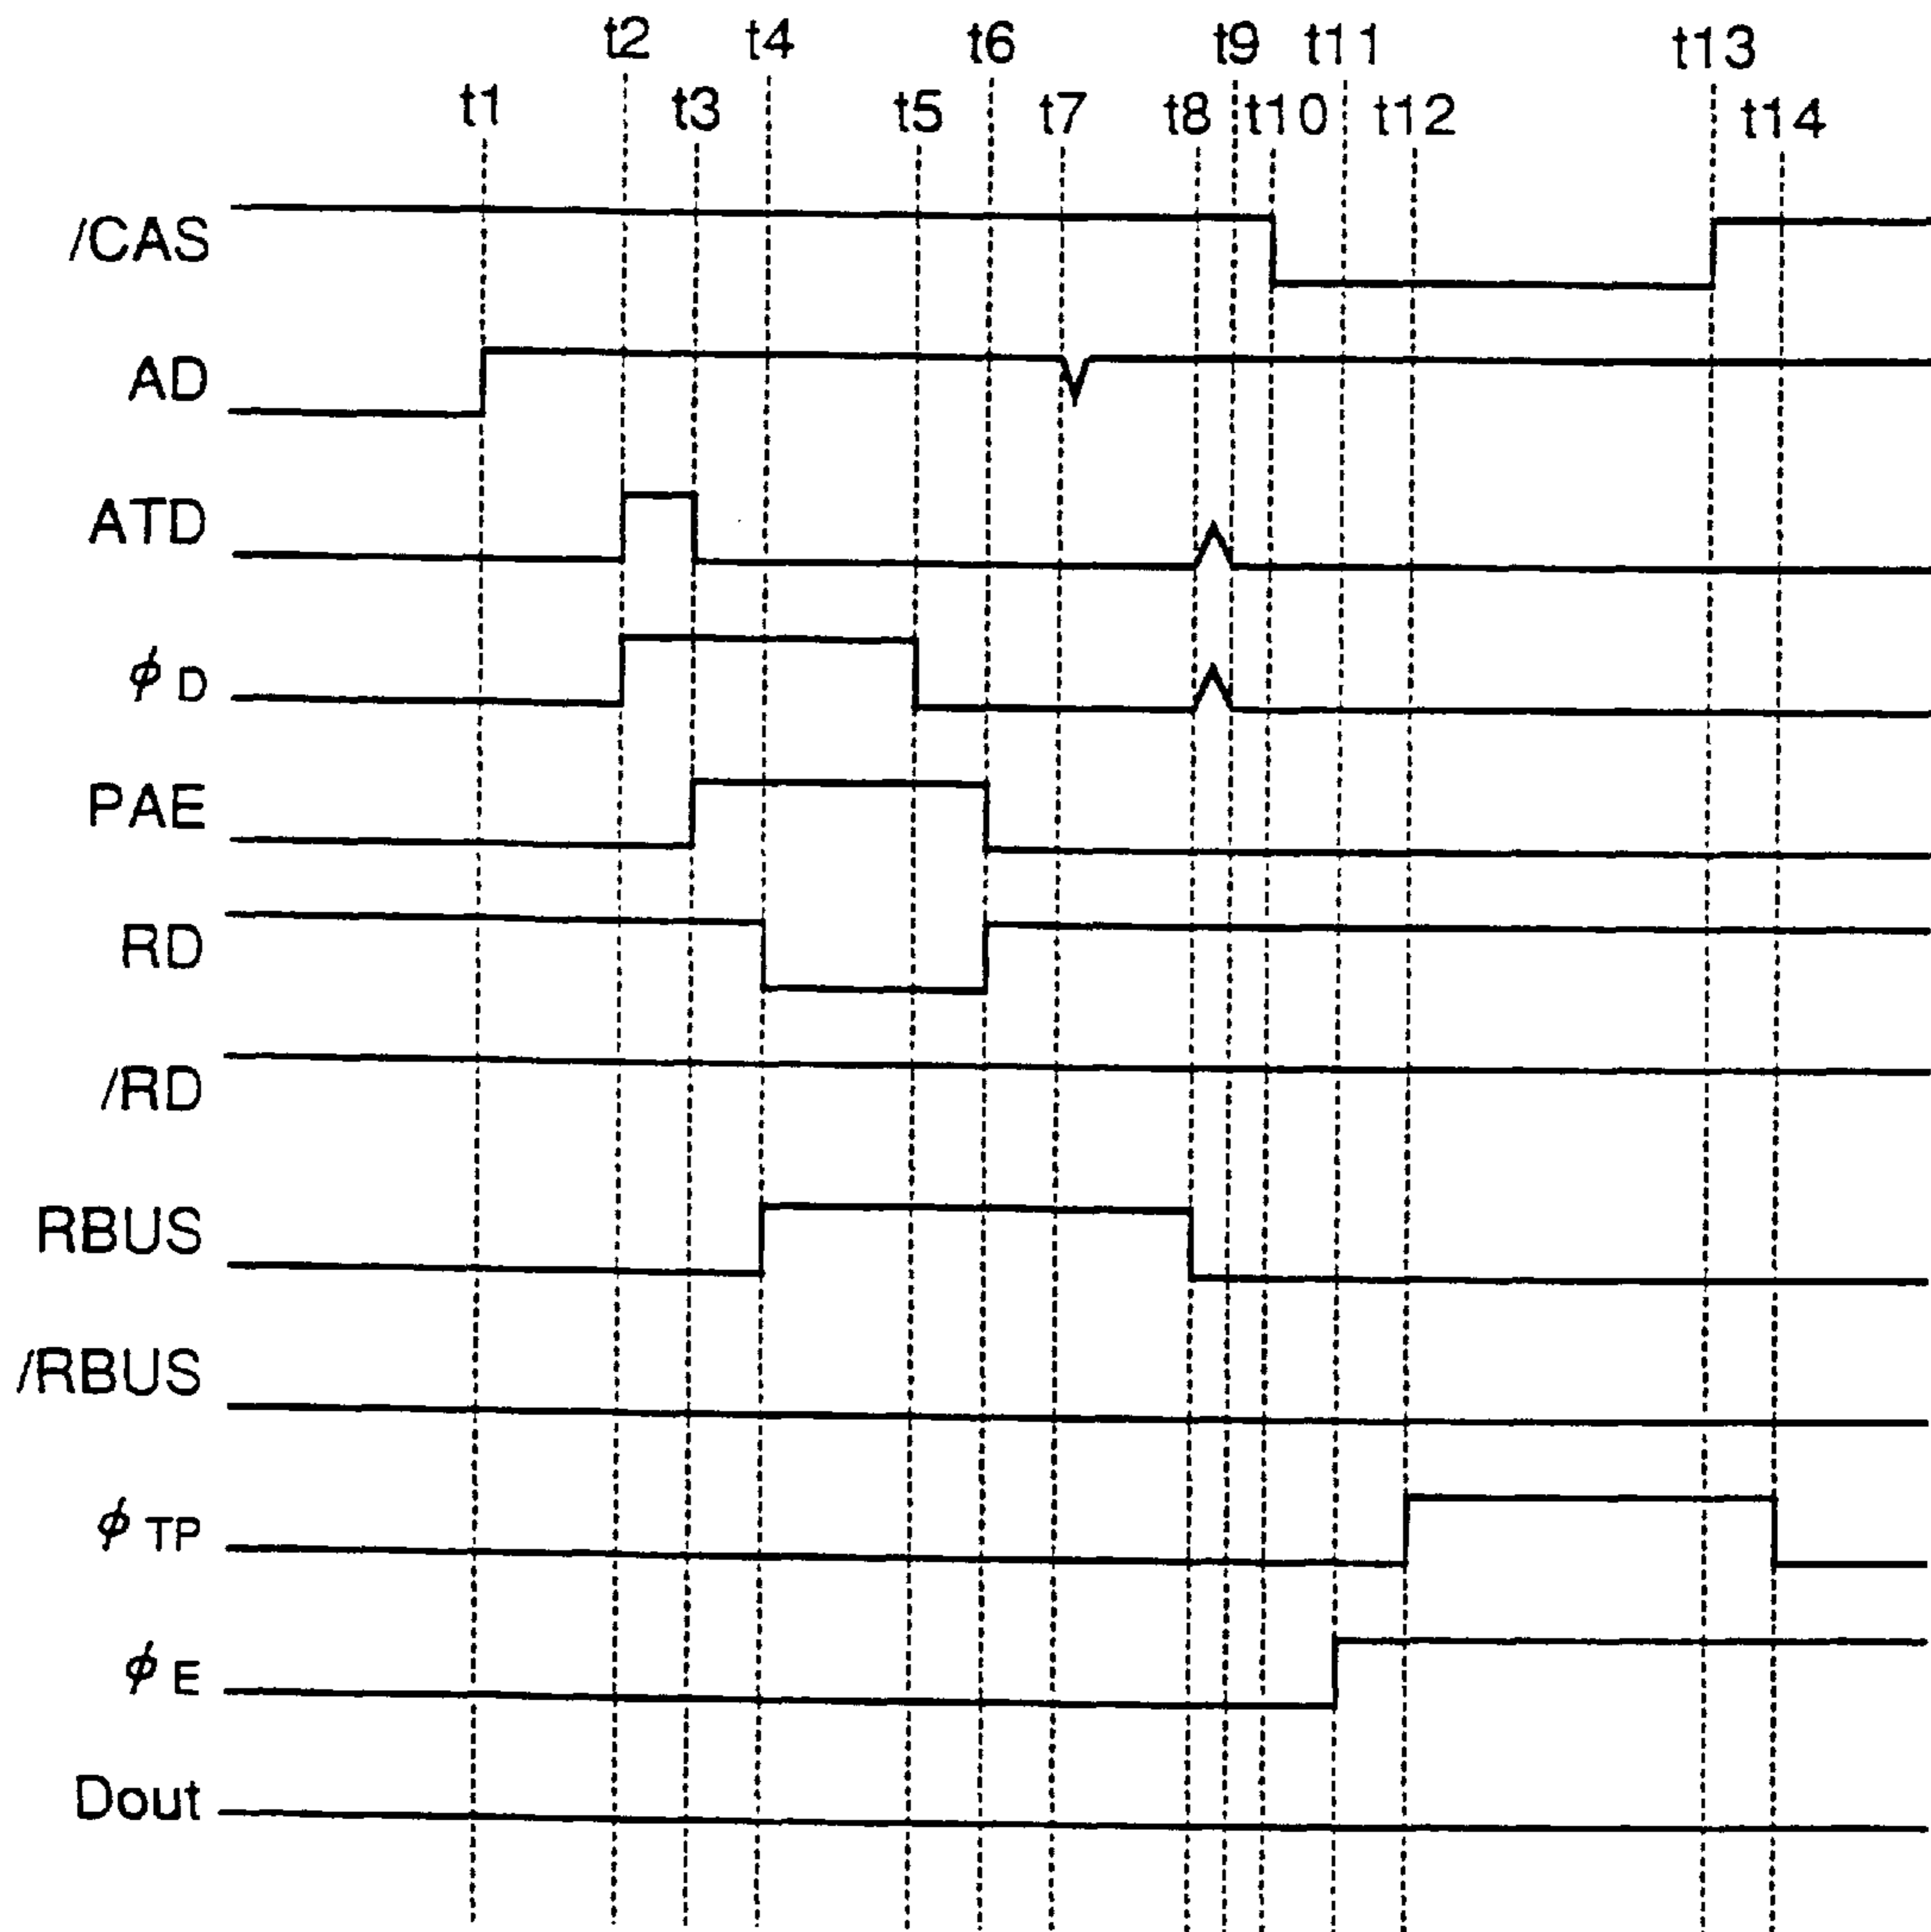 t2 t4 t6 t9 t11 t13
t1 t3 t5 t7 t8 t10 t12 t14
/CAS
AD
ATD
ϕ D
PAE
RD
/RD
RBUS
/RBUS
ϕ TP
ϕ E
Dout